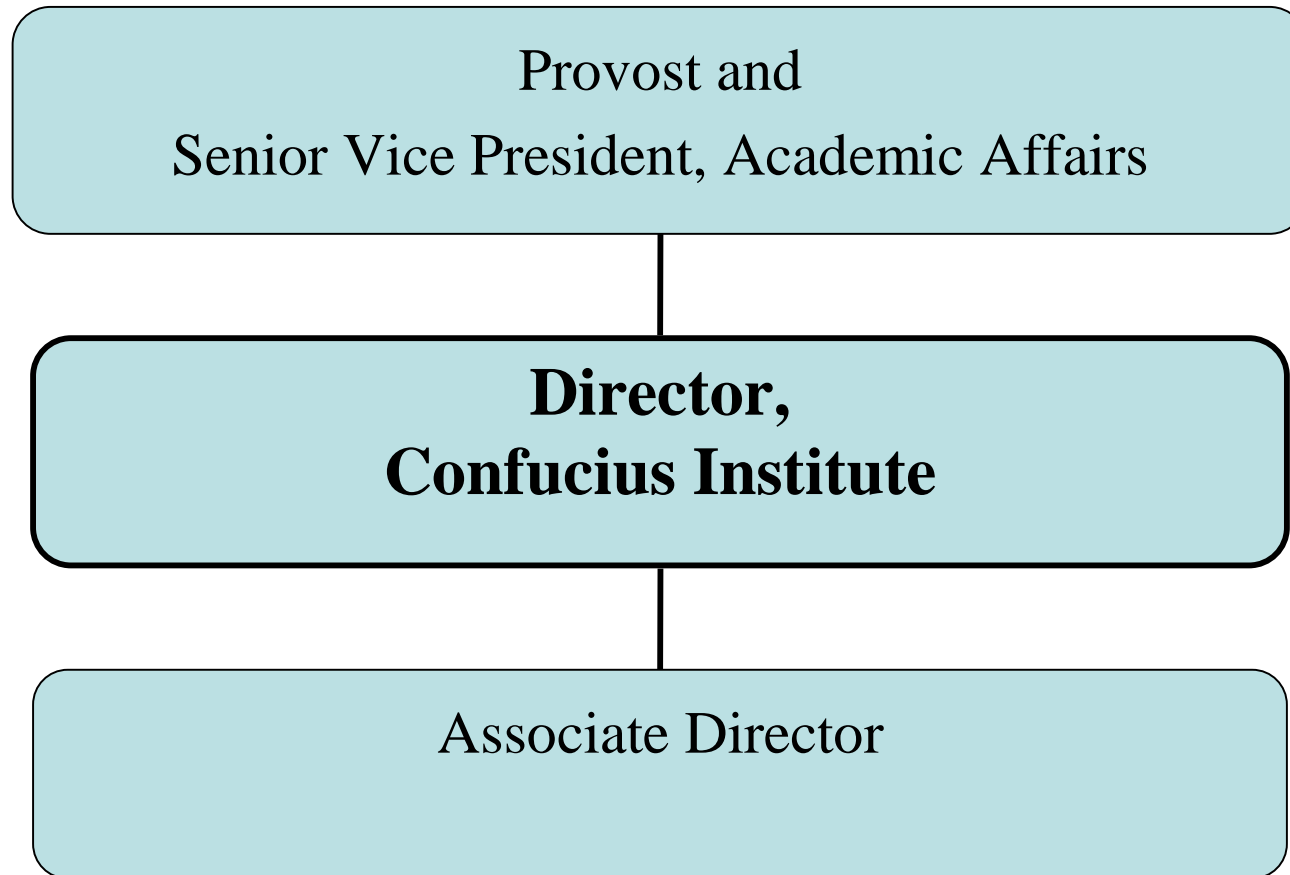 Provost and
Senior Vice President, Academic Affairs
Director,
Confucius Institute
Associate Director